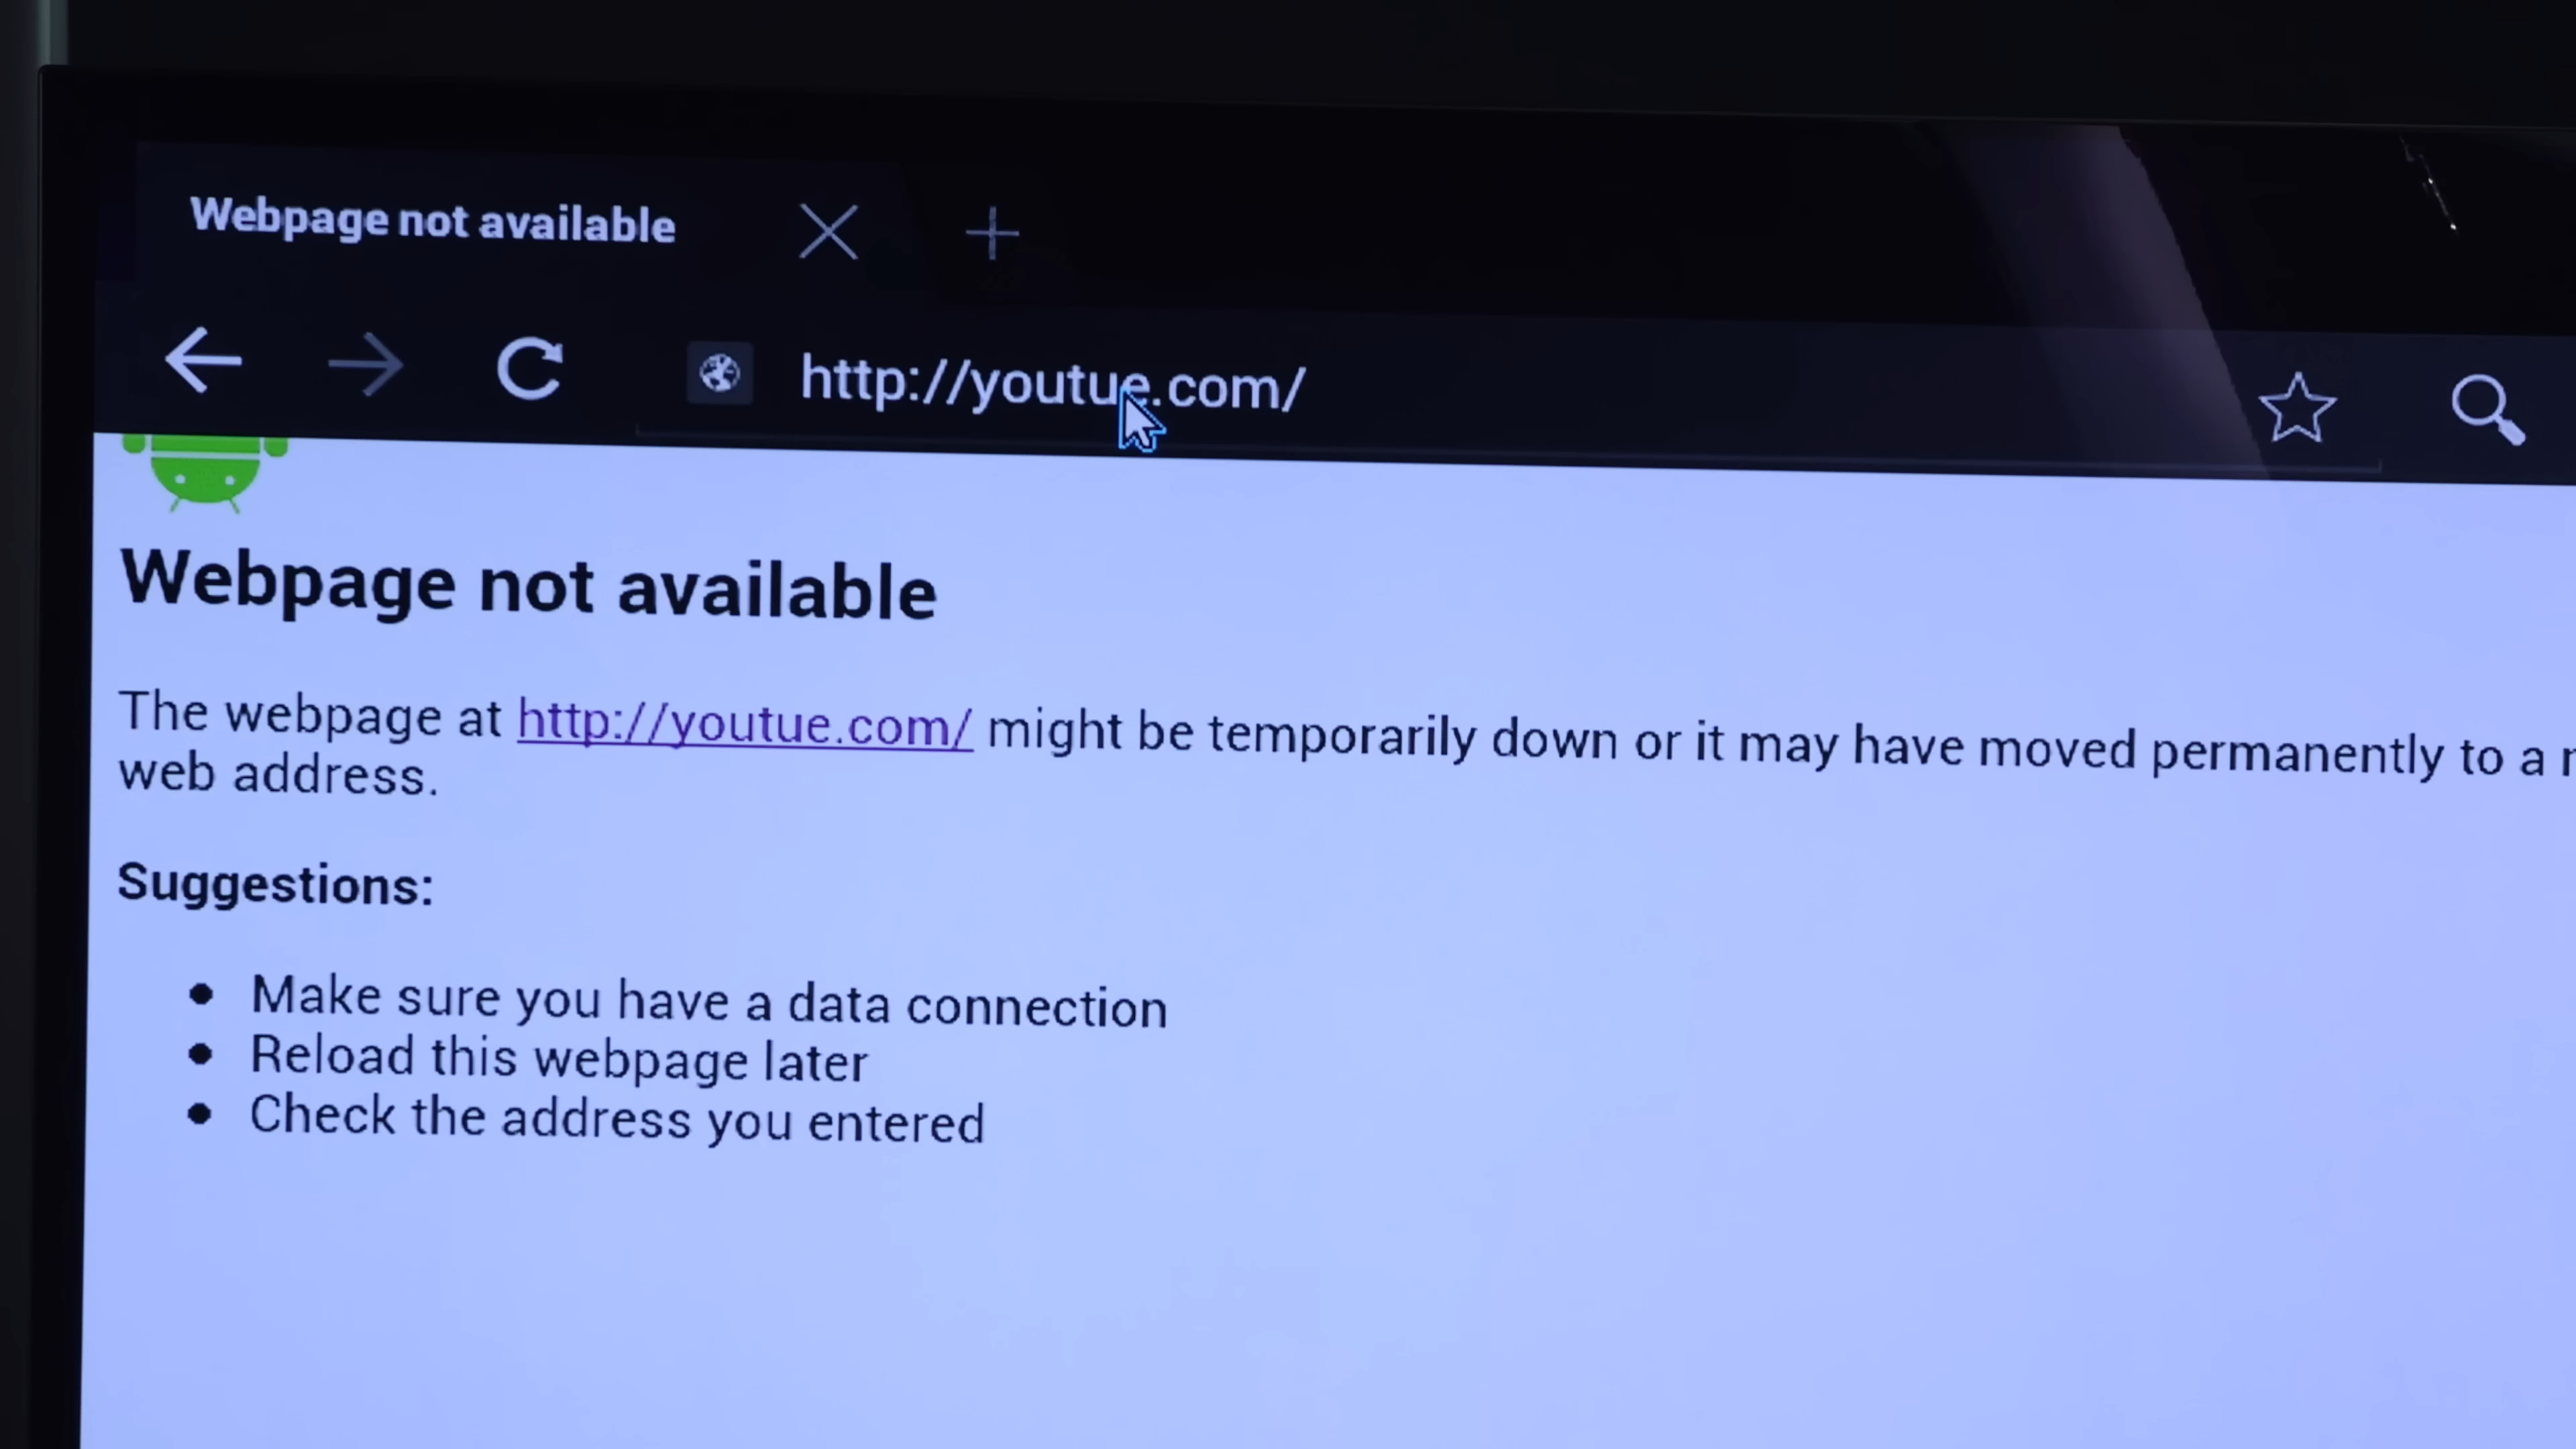 Webpage not available
http://youtue.com/
Webpage not available
The webpage at http://youtue.com/ might be temporarily down or it may have moved permanently to a
web address.
Suggestions:
Make sure you have a data connection
Reload this webpage later
Check the address you entered